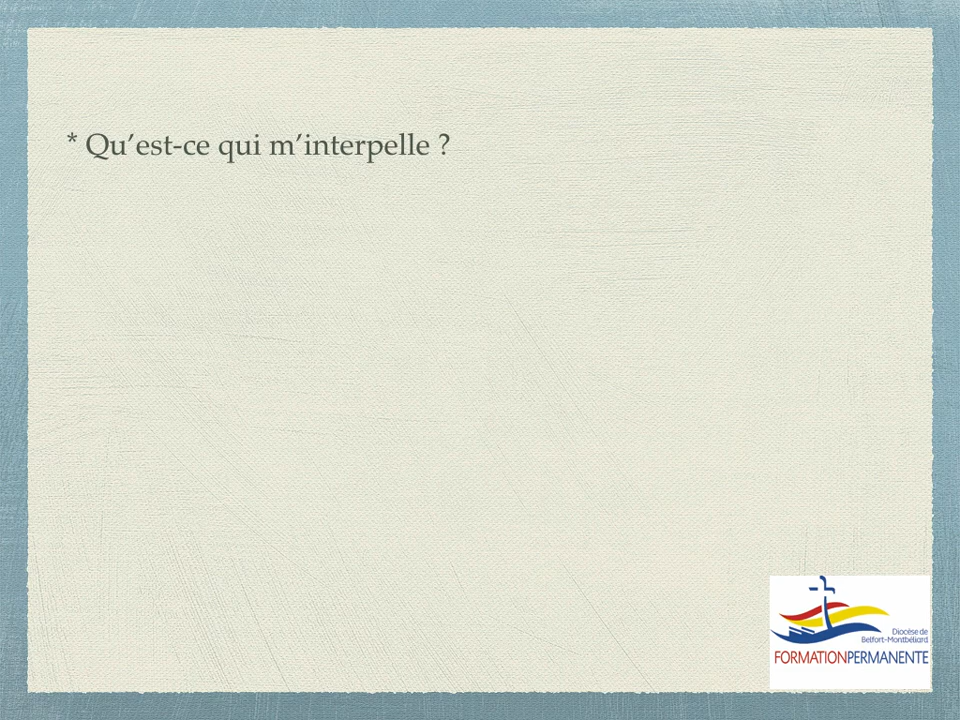 * Qu’est-ce qui m’interpelle ?
Diocèse de
Belfort-Montbéliard
FORMATIONPERMANENTE